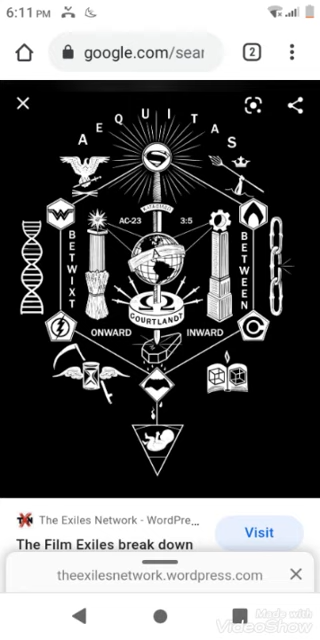 6:11 PM
google.com/sear
2
AEQUITAS
AC-23
3:5
BETWIXT
BETWEEN
COURTLAND
ONWARD
INWARD
The Exiles Network - WordPre...
The Film Exiles break down
Visit
theexilesnetwork.wordpress.com
Made with
VideoShow